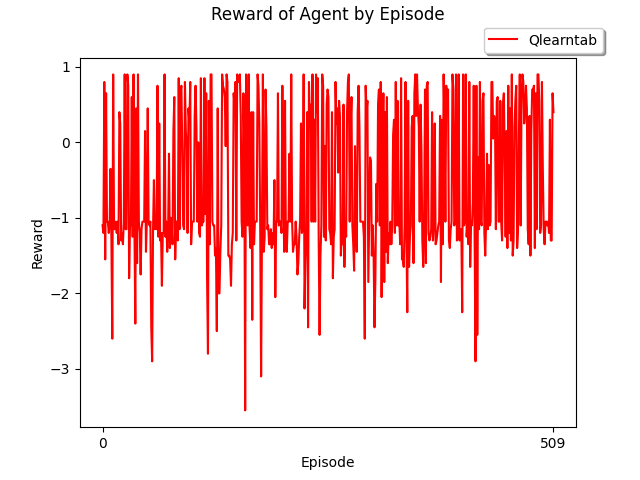 Reward of Agent by Episode
Qlearntab
1
0
−1
−2
−3
Reward
0 509
Episode